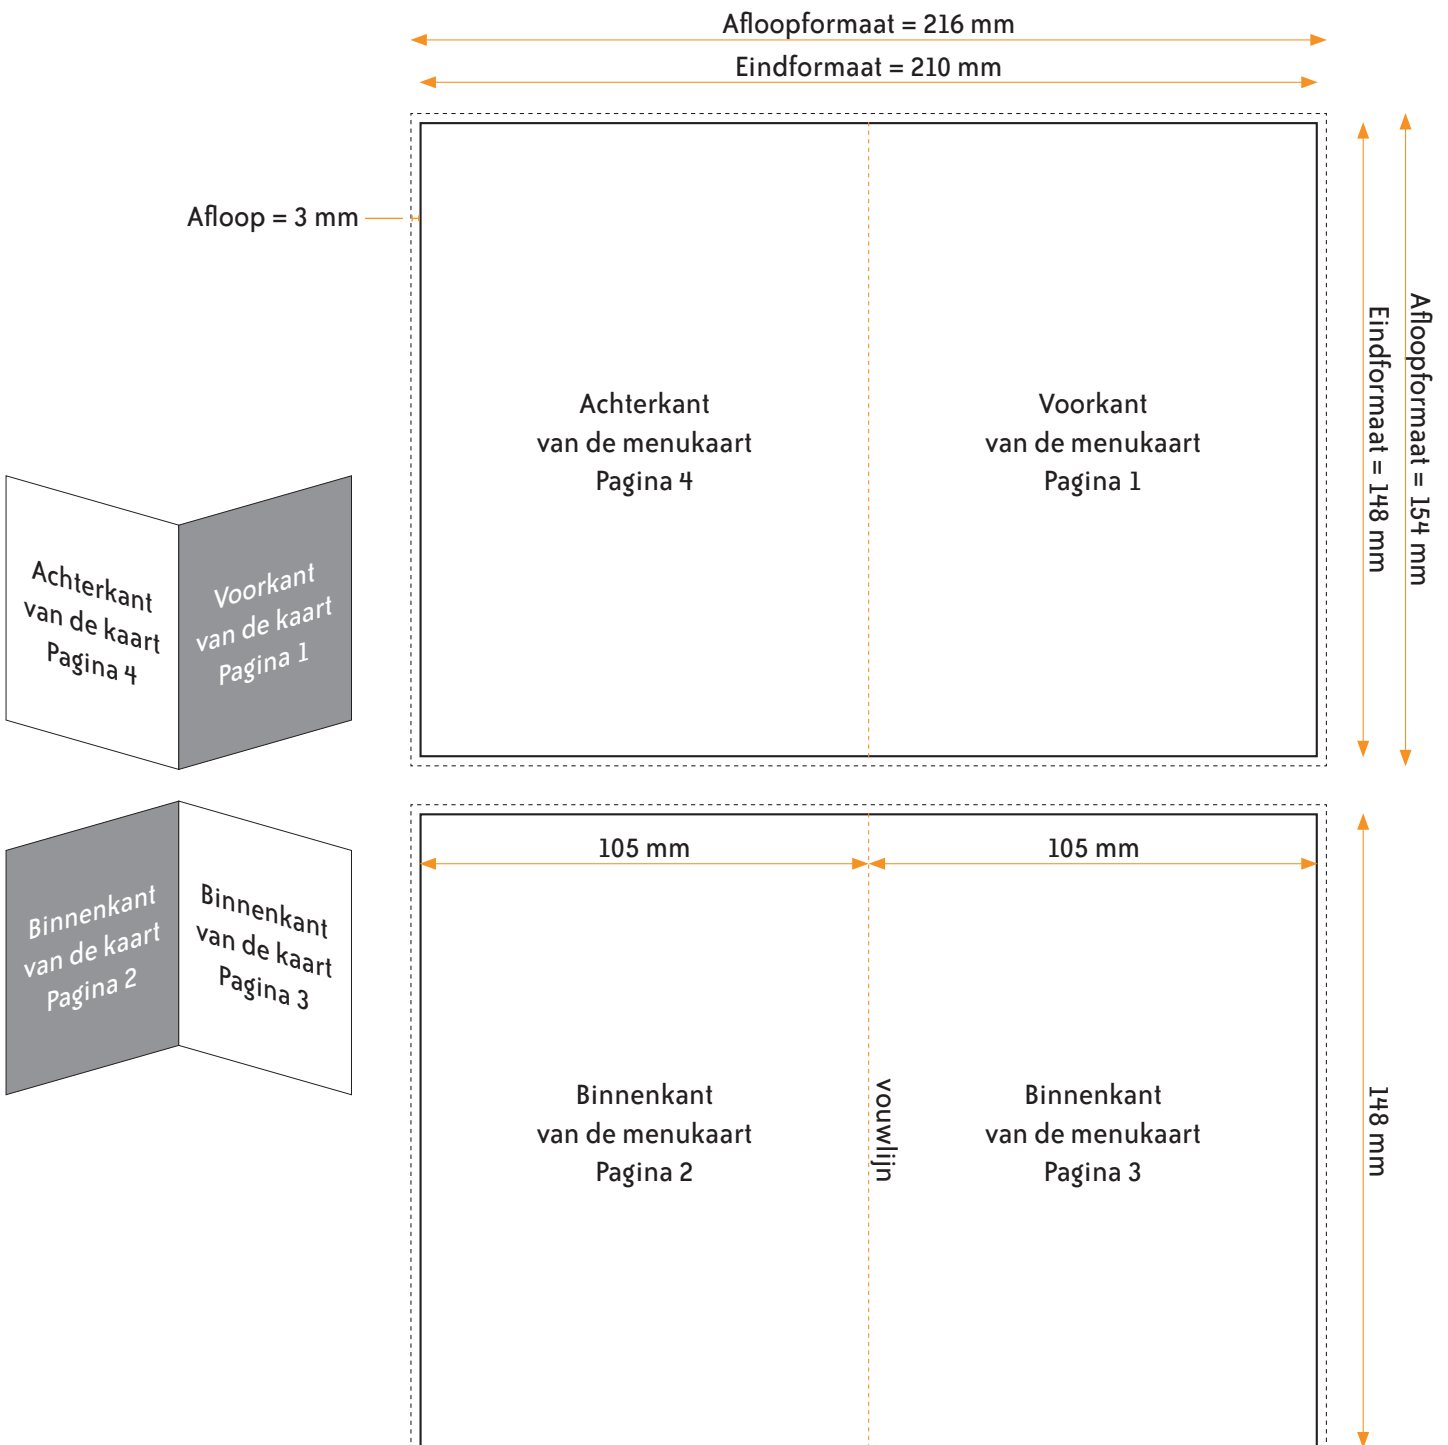 Afloopformaat = 216 mm
Eindformaat = 210 mm
Afloop = 3 mm
Achterkant
van de menukaart
Pagina 4
Voorkant
van de menukaart
Pagina 1
Eindformaat = 148 mm
Afloopformaat = 154 mm
Achterkant
van de kaart
Pagina 4
Voorkant
van de kaart
Pagina 1
Binnenkant
van de kaart
Pagina 2
Binnenkant
van de kaart
Pagina 3
105 mm
105 mm
Binnenkant
van de menukaart
Pagina 2
vouwlijn
Binnenkant
van de menukaart
Pagina 3
148 mm